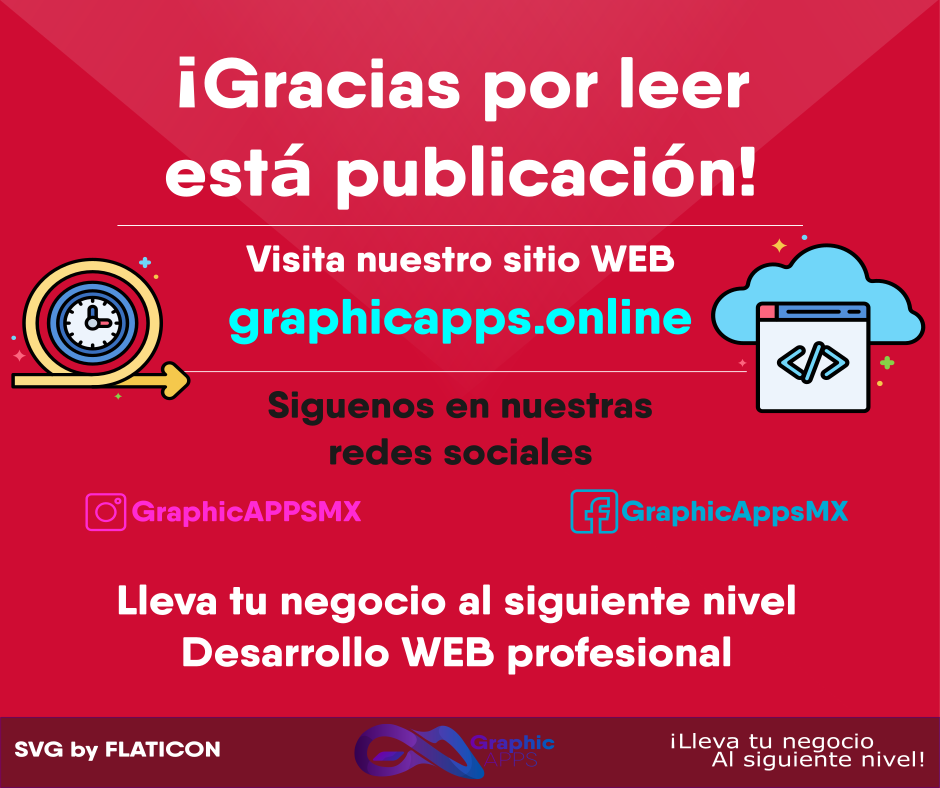 ¡Gracias por leer
está publicación!
Visita nuestro sitio WEB
graphicapps.online
</>
Siguenos en nuestras
redes sociales
GraphicAPPSMX
GraphicAppsMX
Lleva tu negocio al siguiente nivel
Desarrollo WEB profesional
SVG by FLATICON
Graphic
APPS
¡Lleva tu negocio
Al siguiente nivel!